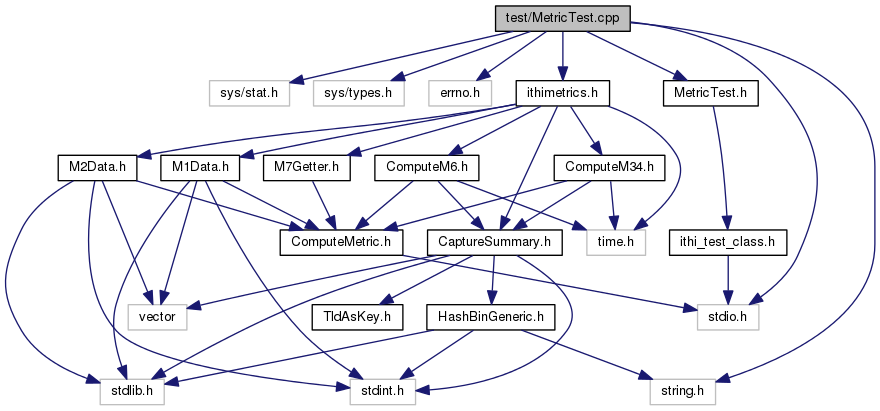 test/MetricTest.cpp
sys/stat.h
sys/types.h
errno.h
ithimetrics.h
MetricTest.h
M2Data.h
M1Data.h
M7Getter.h
ComputeM6.h
ComputeM34.h
ComputeMetric.h
CaptureSummary.h
time.h
ithi_test_class.h
vector
TldAsKey.h
HashBinGeneric.h
stdio.h
stdlib.h
stdint.h
string.h